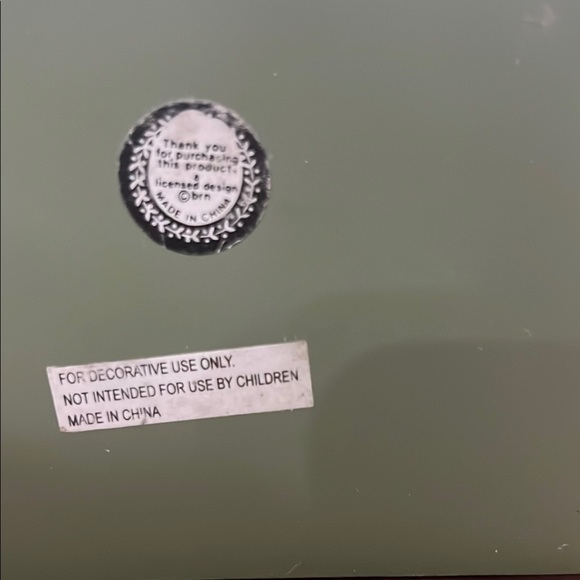 Thank you
for purchasing
this product.
a
licensed design
©brn
MADE IN CHINA
FOR DECORATIVE USE ONLY.
NOT INTENDED FOR USE BY CHILDREN
MADE IN CHINA